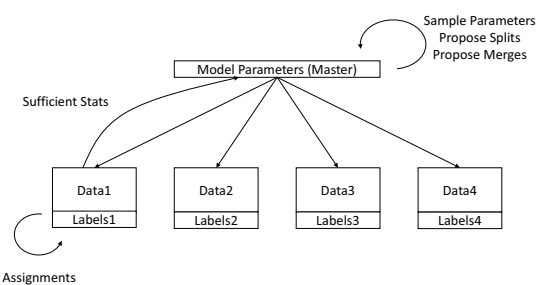 Sample Parameters
Propose Splits
Propose Merges
Model Parameters (Master)
Sufficient Stats
Data1
Data2
Data3
Data4
Labels1
Labels2
Labels3
Labels4
Assignments